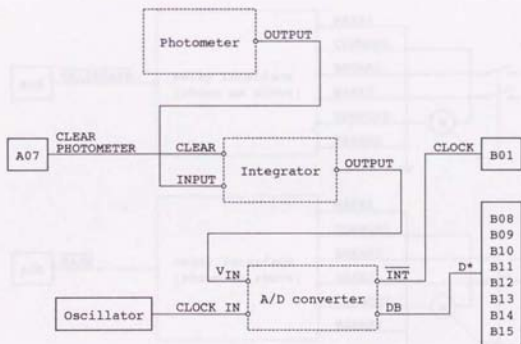 Photometer
OUTPUT
CLEAR
PHOTOMETER
A07
CLEAR
Integrator
INPUT
OUTPUT
CLOCK
B01
VIN
INT
A/D converter
Oscillator
CLOCK IN
DB
D*
B08
B09
B10
B11
B12
B13
B14
B15